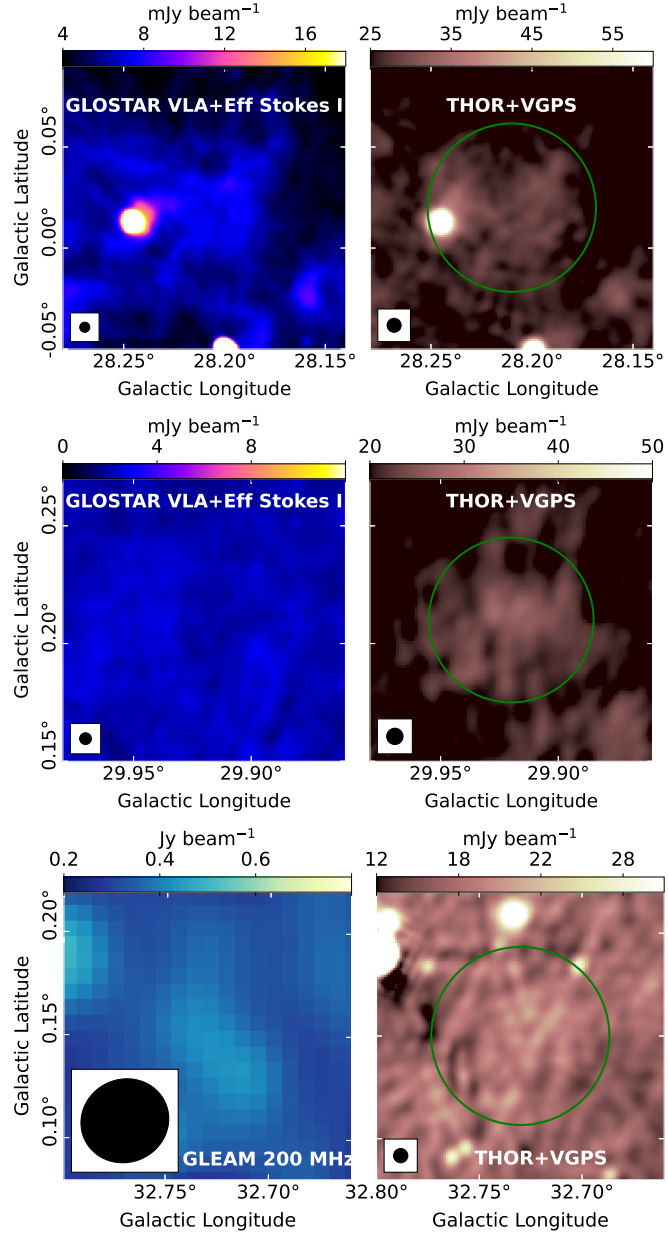 mJy beam⁻¹ mJy beam⁻¹
4 8 12 16 25 35 45 55
GLOSTAR VLA+Eff Stokes I THOR+VGPS
Galactic Latitude
0.05°
0.00°
-0.05°
28.25° 28.20° 28.15° 28.25° 28.20° 28.15°
Galactic Longitude Galactic Longitude
mJy beam⁻¹ mJy beam⁻¹
0 4 8 20 30 40 50
GLOSTAR VLA+Eff Stokes I THOR+VGPS
Galactic Latitude
0.25°
0.20°
0.15°
29.95° 29.90° 29.95° 29.90°
Galactic Longitude Galactic Longitude
Jy beam⁻¹ mJy beam⁻¹
0.2 0.4 0.6 12 18 22 28
Galactic Latitude
0.20°
0.15°
0.10°
GLEAM 200 MHz THOR+VGPS
32.75° 32.70° 32.80° 32.75° 32.70°
Galactic Longitude Galactic Longitude